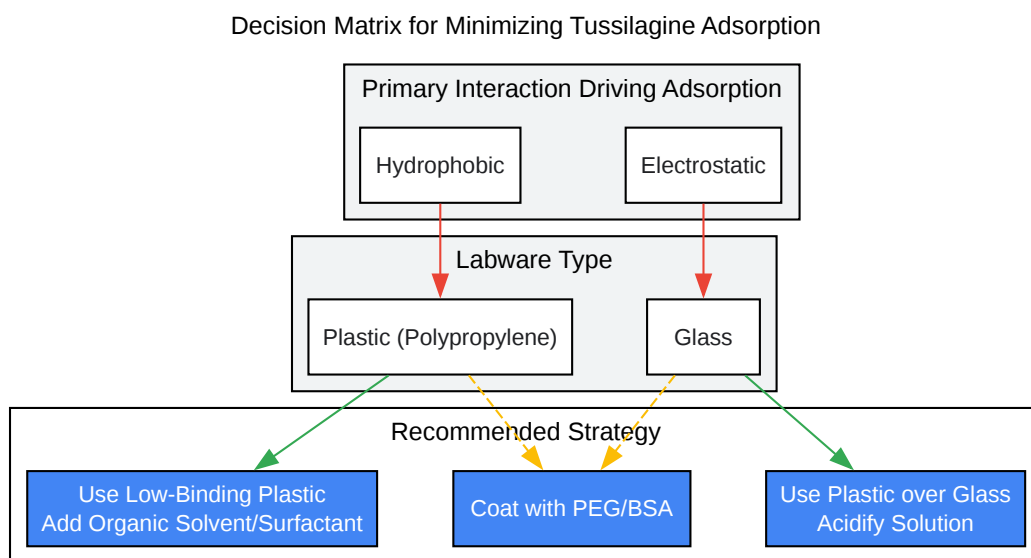 Decision Matrix for Minimizing Tussilagine Adsorption
Primary Interaction Driving Adsorption
Hydrophobic
Electrostatic
Labware Type
Plastic (Polypropylene)
Glass
Recommended Strategy
Use Low-Binding Plastic
Add Organic Solvent/Surfactant
Coat with PEG/BSA
Use Plastic over Glass
Acidify Solution